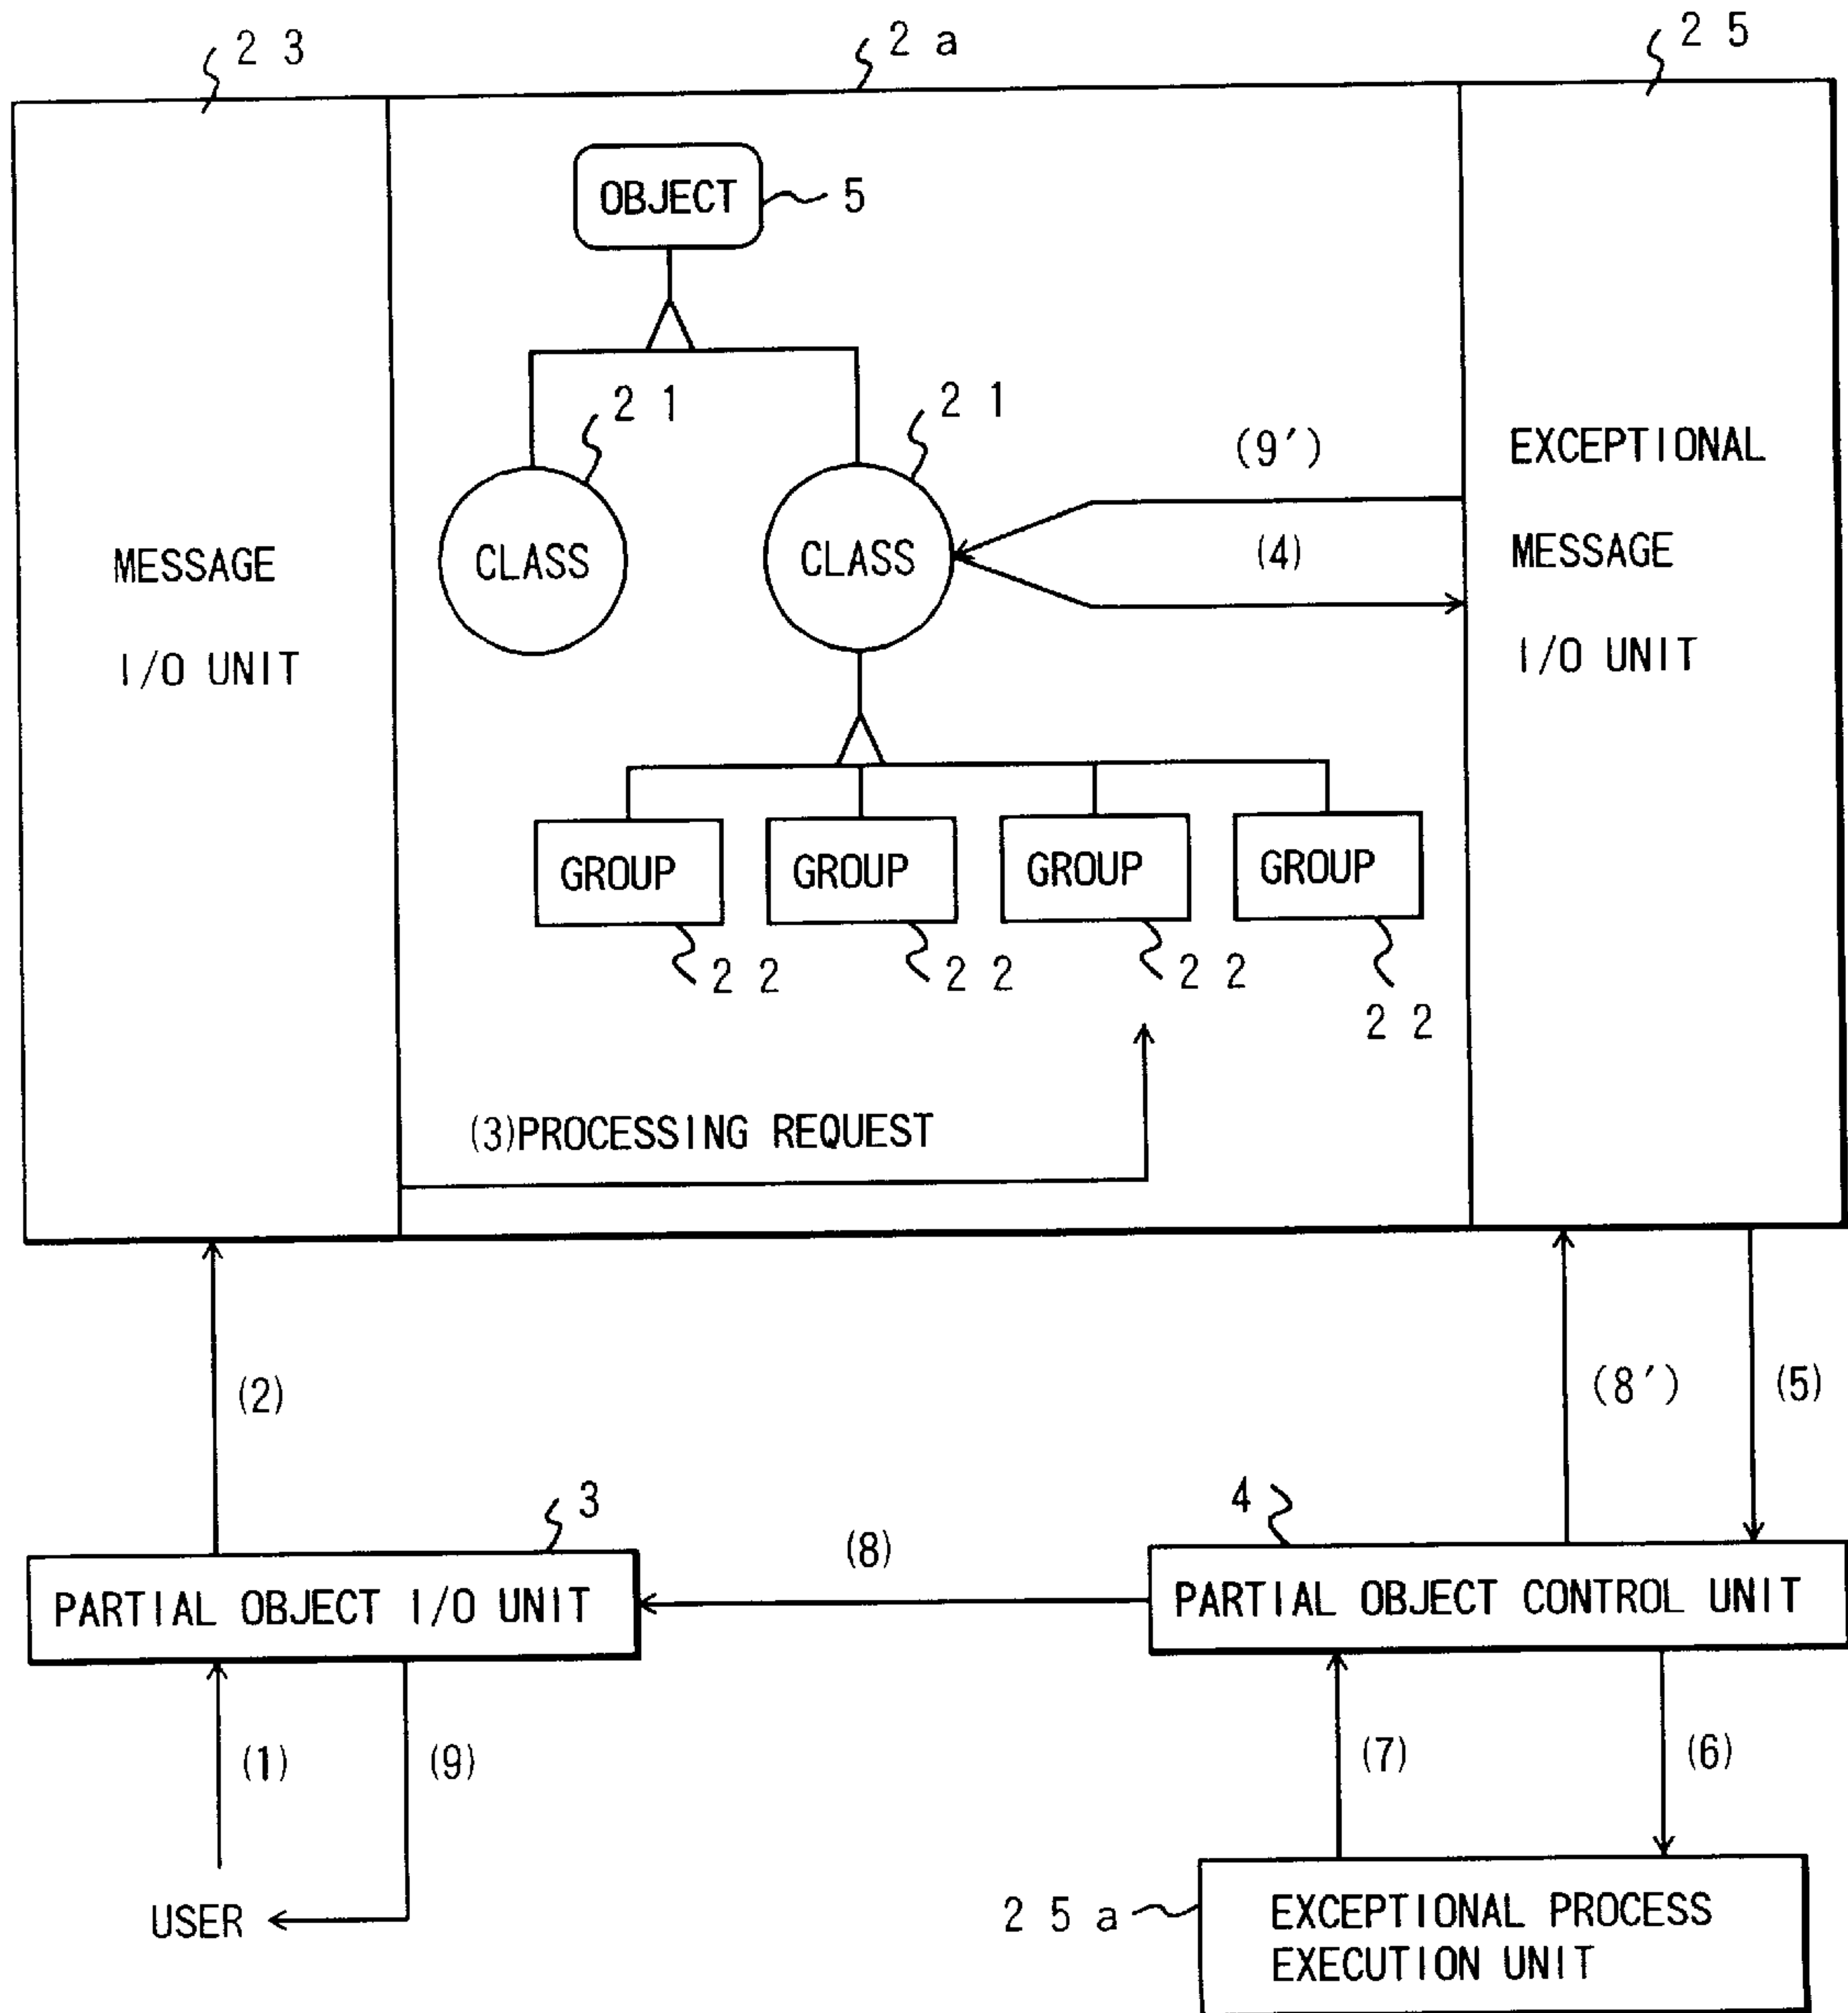 2 3
2 a
2 5
OBJECT
5
2 1
2 1
(9')
EXCEPTIONAL
MESSAGE
CLASS
CLASS
(4)
MESSAGE
I/O UNIT
I/O UNIT
GROUP
GROUP
GROUP
GROUP
2 2
2 2
2 2
2 2
(3)PROCESSING REQUEST
(2)
(8')
(5)
3
(8)
4
PARTIAL OBJECT I/O UNIT
PARTIAL OBJECT CONTROL UNIT
(1)
(9)
(7)
(6)
USER
2 5 a
EXCEPTIONAL PROCESS
EXECUTION UNIT